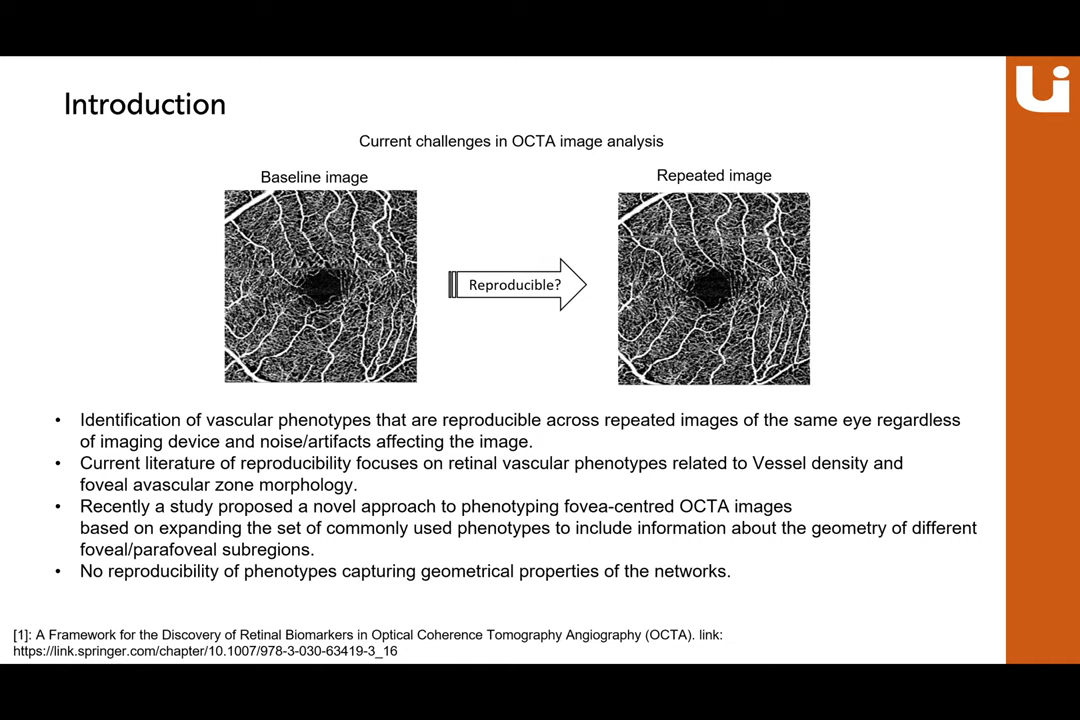 Introduction
Current challenges in OCTA image analysis
Baseline image
Repeated image
Reproducible?
• Identification of vascular phenotypes that are reproducible across repeated images of the same eye regardless
of imaging device and noise/artifacts affecting the image.
• Current literature of reproducibility focuses on retinal vascular phenotypes related to Vessel density and
foveal avascular zone morphology.
• Recently a study proposed a novel approach to phenotyping fovea-centred OCTA images
based on expanding the set of commonly used phenotypes to include information about the geometry of different
foveal/parafoveal subregions.
• No reproducibility of phenotypes capturing geometrical properties of the networks.
[1]: A Framework for the Discovery of Retinal Biomarkers in Optical Coherence Tomography Angiography (OCTA). link:
https://link.springer.com/chapter/10.1007/978-3-030-63419-3_16
Ui